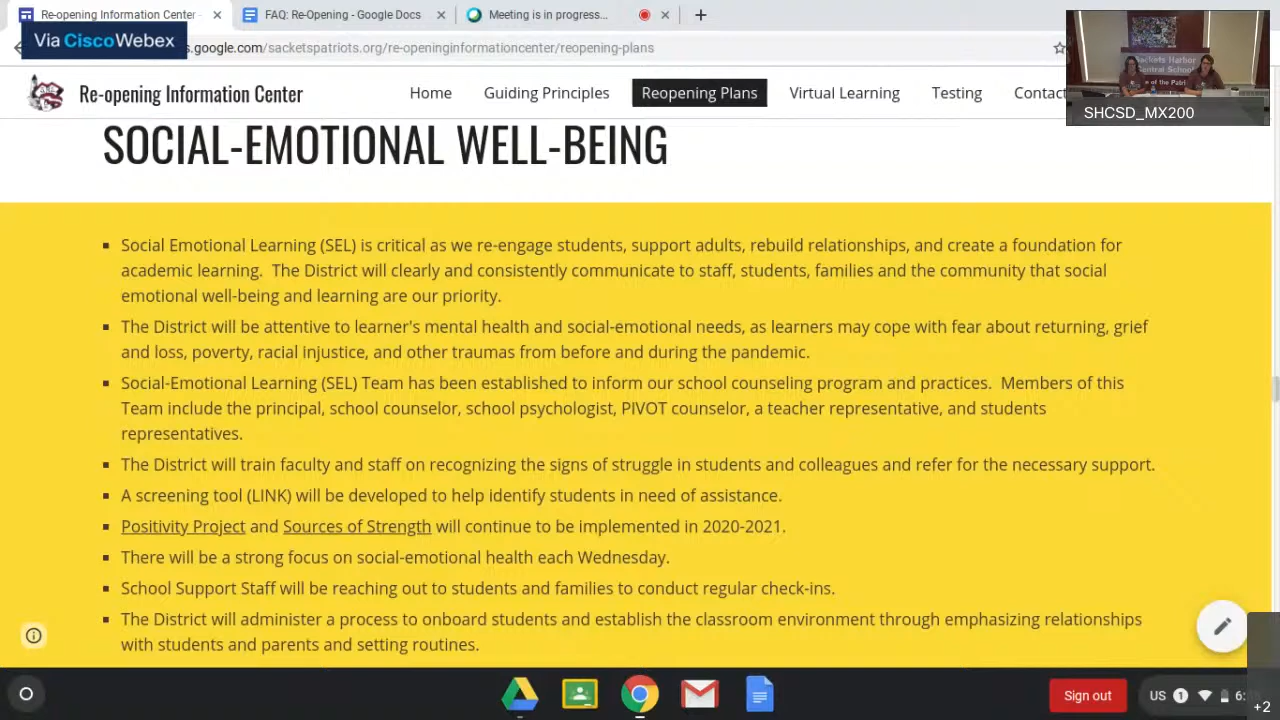 Re-opening Information Center -
FAQ: Re-Opening - Google Docs
Meeting is in progress...
Via CiscoWebex
s.google.com/sacketspatriots.org/re-openinginformationcenter/reopening-plans
Re-opening Information Center
Home
Guiding Principles
Reopening Plans
Virtual Learning
Testing
Contact
Sackets Harbor
Central School
e of the Patri
SHCSD_MX200
SOCIAL-EMOTIONAL WELL-BEING
Social Emotional Learning (SEL) is critical as we re-engage students, support adults, rebuild relationships, and create a foundation for
academic learning. The District will clearly and consistently communicate to staff, students, families and the community that social
emotional well-being and learning are our priority.
The District will be attentive to learner's mental health and social-emotional needs, as learners may cope with fear about returning, grief
and loss, poverty, racial injustice, and other traumas from before and during the pandemic.
Social-Emotional Learning (SEL) Team has been established to inform our school counseling program and practices. Members of this
Team include the principal, school counselor, school psychologist, PIVOT counselor, a teacher representative, and students
representatives.
The District will train faculty and staff on recognizing the signs of struggle in students and colleagues and refer for the necessary support.
A screening tool (LINK) will be developed to help identify students in need of assistance.
Positivity Project and Sources of Strength will continue to be implemented in 2020-2021.
There will be a strong focus on social-emotional health each Wednesday.
School Support Staff will be reaching out to students and families to conduct regular check-ins.
The District will administer a process to onboard students and establish the classroom environment through emphasizing relationships
with students and parents and setting routines.
Sign out
US
1
6:
+2